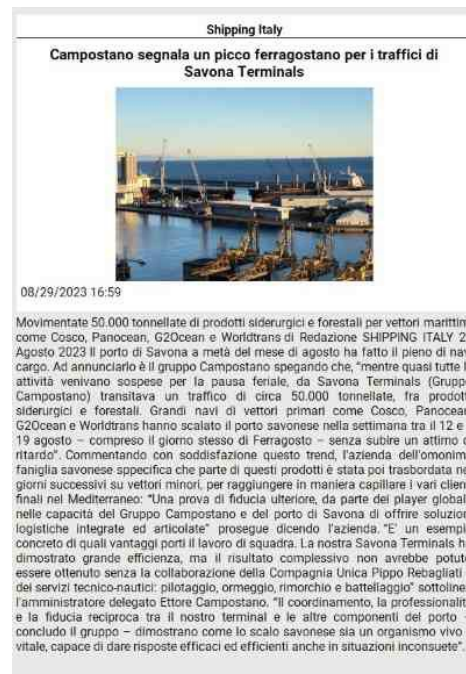 Shipping Italy
Campostano segnala un picco ferragostano per i traffici di
Savona Terminals
08/29/2023 16:59
Movimentate 50.000 tonnellate di prodotti siderurgici e forestali per vettori marittim
come Cosco, Panocean, G2Ocean e Worldtrans di Redazione SHIPPING ITALY 2
Agosto 2023 Il porto di Savona a metà del mese di agosto ha fatto il pieno di nav
cargo. Ad annunciarlo è il gruppo Campostano spegando che, "mentre quasi tutte l
attività venivano sospese per la pausa feriale, da Savona Terminals (Grupp
Campostano) transitava un traffico di circa 50.000 tonnellate, fra prodott
siderurgici e forestali. Grandi navi di vettori primari come Cosco, Panocean
G2Ocean e Worldtrans hanno scalato il porto savonese nella settimana tra il 12 e
19 agosto – compreso il giorno stesso di Ferragosto – senza subire un attimo d
ritardo". Commentando con soddisfazione questo trend, l'azienda dell'omonim
famiglia savonese sppecifica che parte di questi prodotti è stata poi trasbordata ne
giorni successivi su vettori minori, per raggiungere in maniera capillare i vari client
finali nel Mediterraneo: "Una prova di fiducia ulteriore, da parte dei player global
nelle capacità del Gruppo Campostano e del porto di Savona di offrire soluzion
logistiche integrate ed articolate" prosegue dicendo l'azienda. "E' un esempi
concreto di quali vantaggi porti il lavoro di squadra. La nostra Savona Terminals h
dimostrato grande efficienza, ma il risultato complessivo non avrebbe potut
essere ottenuto senza la collaborazione della Compagnia Unica Pippo Rebagliati
dei servizi tecnico-nautici: pilotaggio, ormeggio, rimorchio e battellaggio" sottoline
l'amministratore delegato Ettore Campostano. "Il coordinamento, la professionalit
e la fiducia reciproca tra il nostro terminal e le altre componenti del porto –
concludo il gruppo – dimostrano come lo scalo savonese sia un organismo vivo
vitale, capace di dare risposte efficaci ed efficienti anche in situazioni inconsuete".